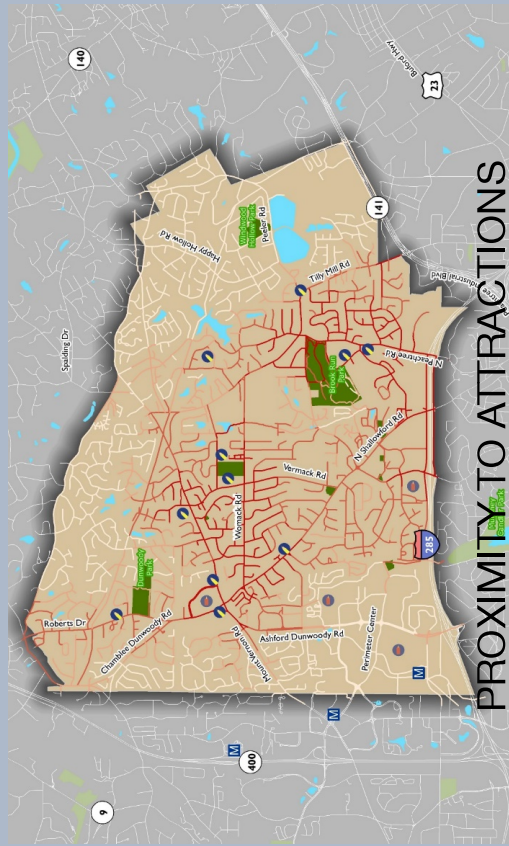 140
Buford Hwy
23
Spalding Dr
Happy Hollow Rd
Peeler Rd
141
Tilly Mill Rd
N Peachtree Rd
Brook Run
Park
N Shallowford Rd
Vermack Rd
Womack Rd
Dunwoody
Park
Roberts Dr
Chamblee Dunwoody Rd
Mount Vernon Rd
Ashford Dunwoody Rd
Perimeter Center
285
M
M
M
400
9
PROXIMITY TO ATTRACTIONS